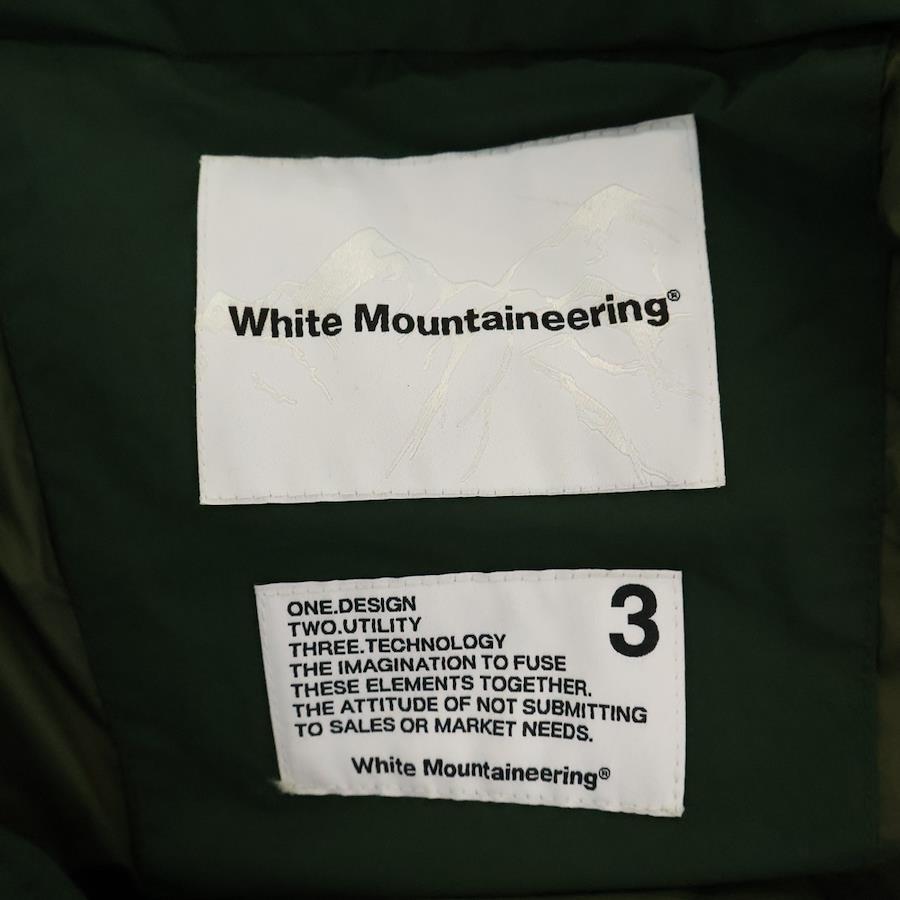 White Mountaineering®
ONE.DESIGN
TWO.UTILITY
THREE.TECHNOLOGY
THE IMAGINATION TO FUSE
THESE ELEMENTS TOGETHER.
THE ATTITUDE OF NOT SUBMITTING
TO SALES OR MARKET NEEDS.
3
White Mountaineering®